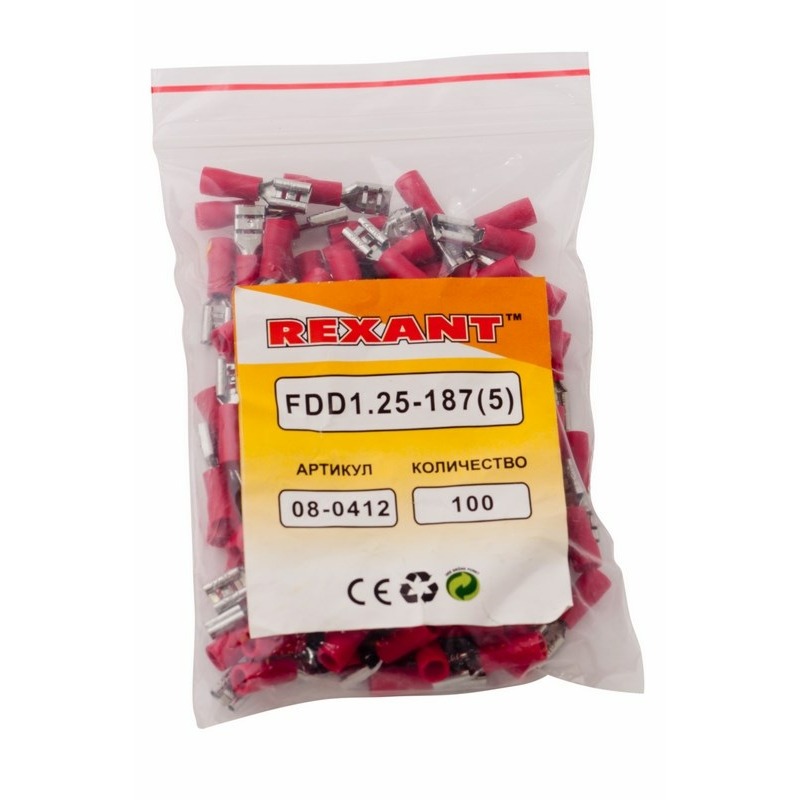 REXANT™
FDD1.25-187(5)
АРТИКУЛ КОЛИЧЕСТВО
08-0412 100
CE